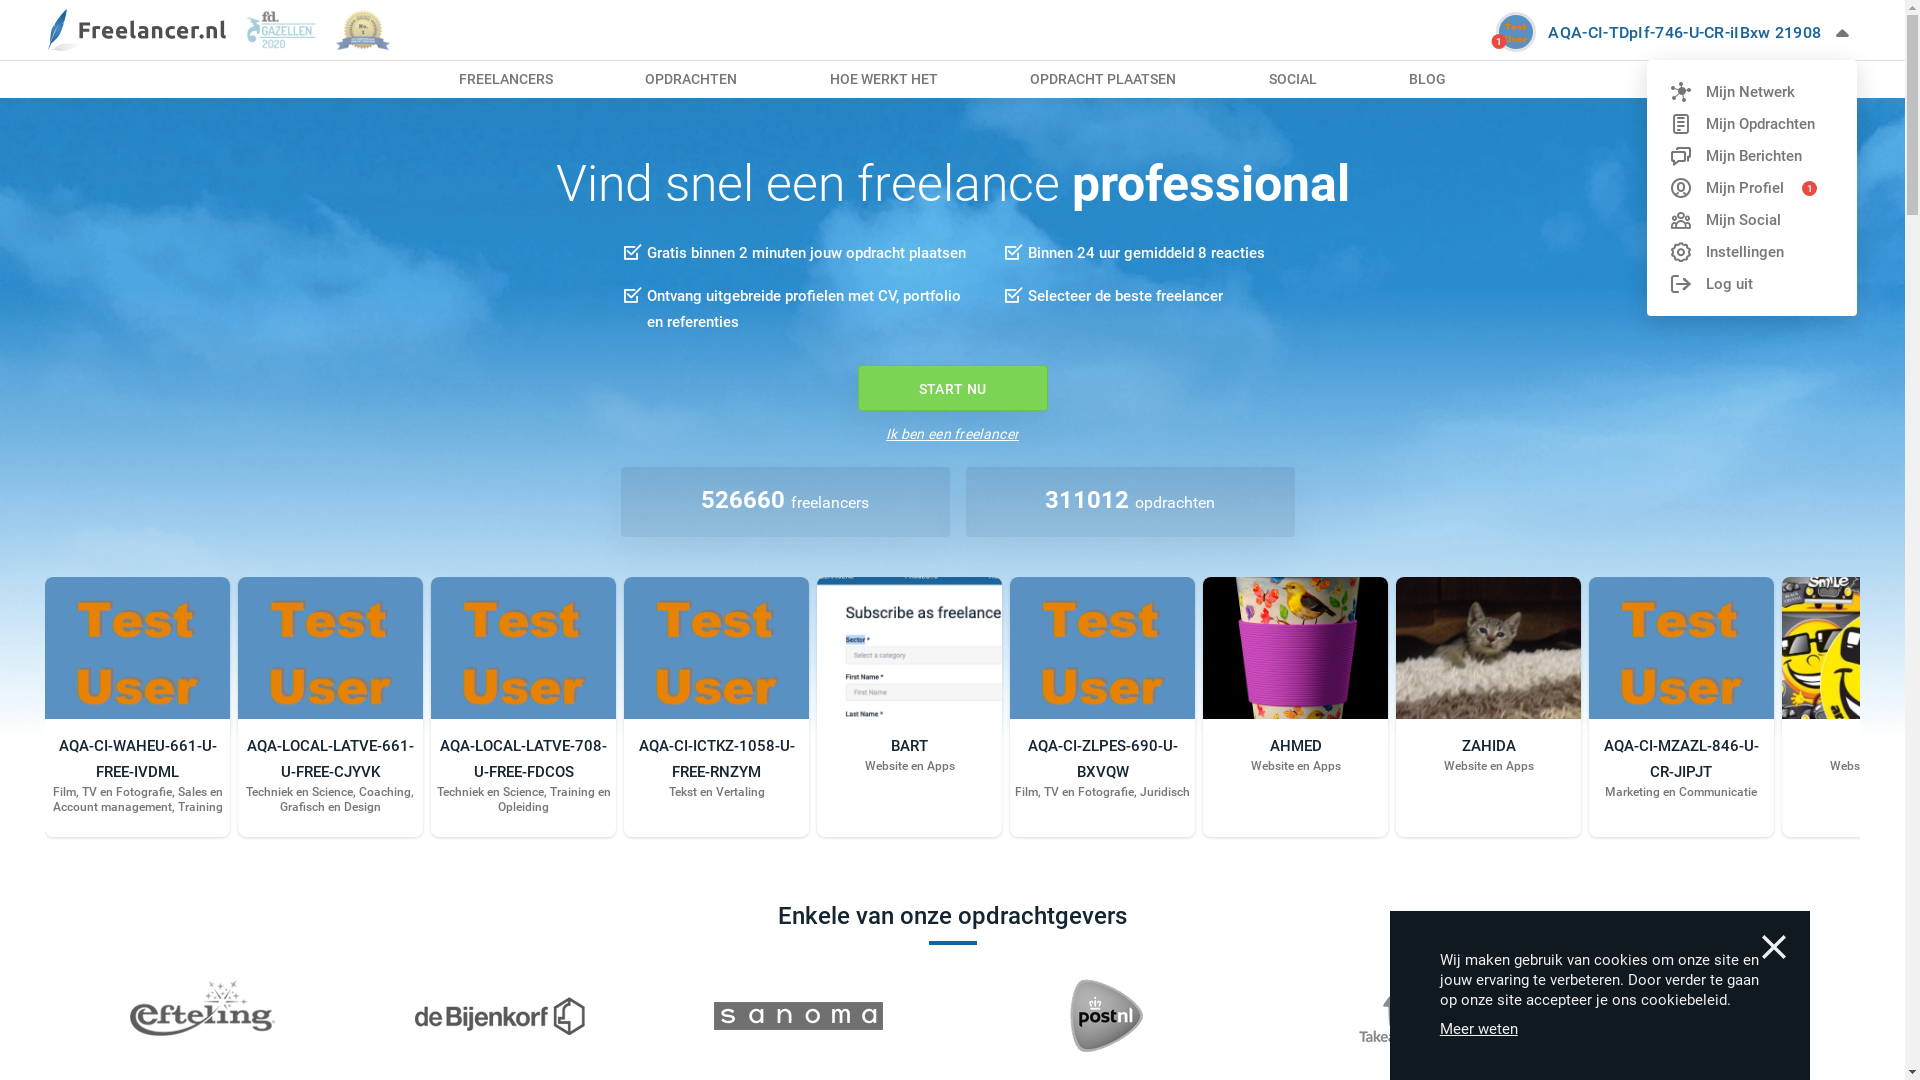 Freelancer.nl
fd.
GAZELLEN
2020
1
AQA-CI-TDpIf-746-U-CR-iIBxw 21908
FREELANCERS
OPDRACHTEN
HOE WERKT HET
OPDRACHT PLAATSEN
SOCIAL
BLOG
Mijn Netwerk
Mijn Opdrachten
Mijn Berichten
Mijn Profiel 1
Mijn Social
Instellingen
Log uit
Vind snel een freelance professional
Gratis binnen 2 minuten jouw opdracht plaatsen
Binnen 24 uur gemiddeld 8 reacties
Ontvang uitgebreide profielen met CV, portfolio
en referenties
Selecteer de beste freelancer
START NU
Ik ben een freelancer
526660 freelancers
311012 opdrachten
Test
User
AQA-CI-WAHEU-661-U-
FREE-IVDML
Film, TV en Fotografie, Sales en
Account management, Training
Test
User
AQA-LOCAL-LATVE-661-
U-FREE-CJYVK
Techniek en Science, Coaching,
Grafisch en Design
Test
User
AQA-LOCAL-LATVE-708-
U-FREE-FDCOS
Techniek en Science, Training en
Opleiding
Test
User
AQA-CI-ICTKZ-1058-U-
FREE-RNZYM
Tekst en Vertaling
Subscribe as freelance
Sector *
Select a category
First Name *
First Name
Last Name *
BART
Website en Apps
Test
User
AQA-CI-ZLPES-690-U-
BXVQW
Film, TV en Fotografie, Juridisch
AHMED
Website en Apps
ZAHIDA
Website en Apps
Test
User
AQA-CI-MZAZL-846-U-
CR-JIPJT
Marketing en Communicatie
SMILE
Webs
Enkele van onze opdrachtgevers
efteling
de Bijenkorf
sanoma
postnl
Takea
Wij maken gebruik van cookies om onze site en
jouw ervaring te verbeteren. Door verder te gaan
op onze site accepteer je ons cookiebeleid.
Meer weten